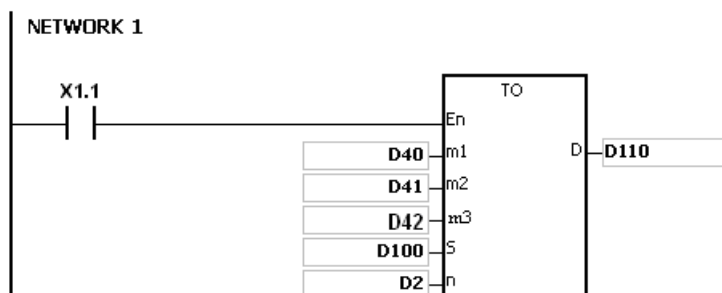 NETWORK 1
X1.1
TO
En
D40 m1 D D110
D41 m2
D42 m3
D100 S
D2 n